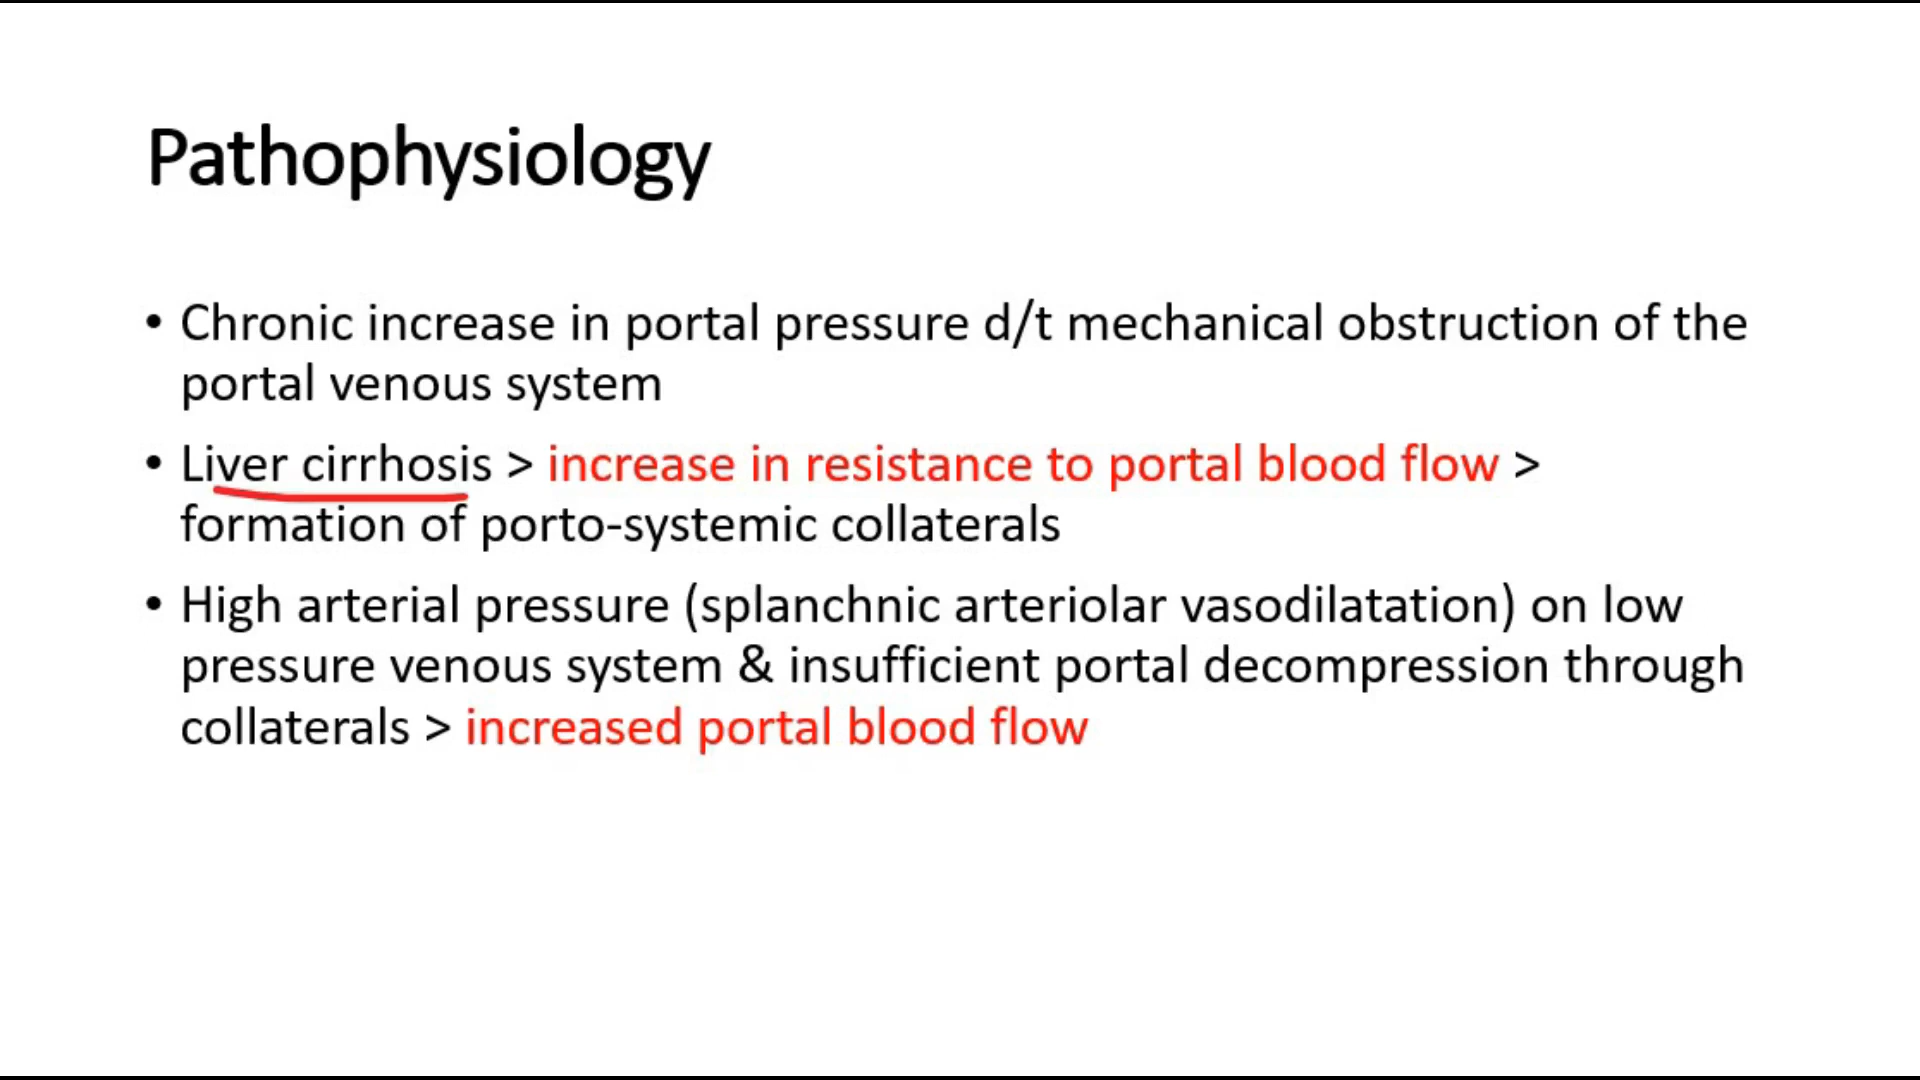 Pathophysiology
• Chronic increase in portal pressure d/t mechanical obstruction of the
portal venous system
• Liver cirrhosis > increase in resistance to portal blood flow >
formation of porto-systemic collaterals
• High arterial pressure (splanchnic arteriolar vasodilatation) on low
pressure venous system & insufficient portal decompression through
collaterals > increased portal blood flow